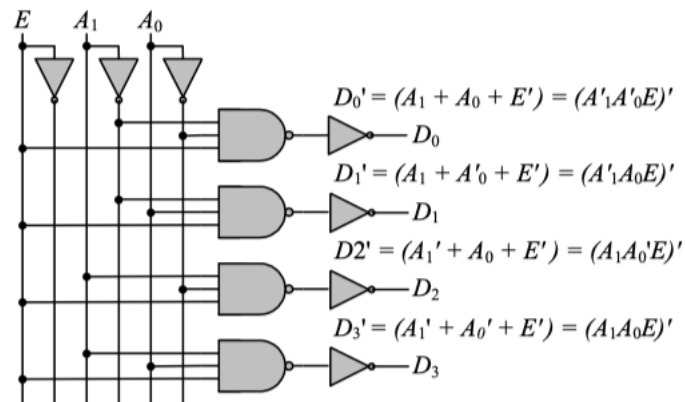 E A₁ A₀
D₀' = (A₁ + A₀ + E') = (A'₁A'₀E)'
D₀
D₁' = (A₁ + A'₀ + E') = (A'₁A₀E)'
D₁
D2' = (A₁' + A₀ + E') = (A₁A₀'E)'
D₂
D₃' = (A₁' + A₀' + E') = (A₁A₀E)'
D₃